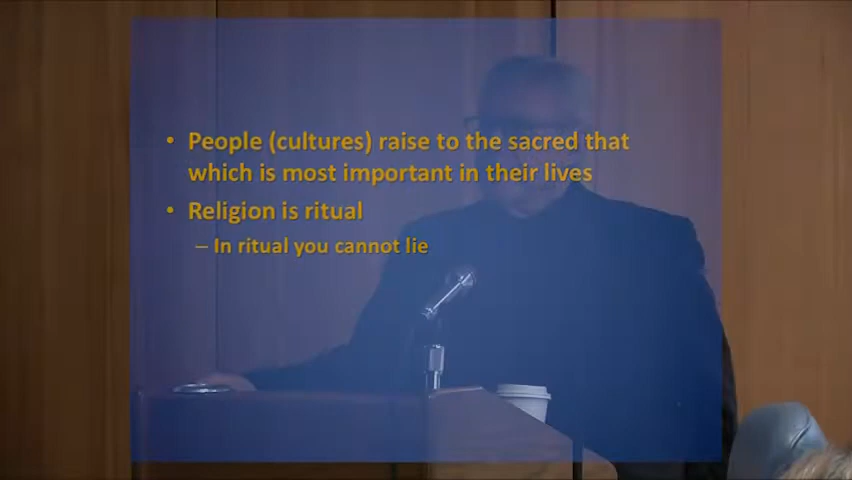 • People (cultures) raise to the sacred that
which is most important in their lives
• Religion is ritual
– In ritual you cannot lie